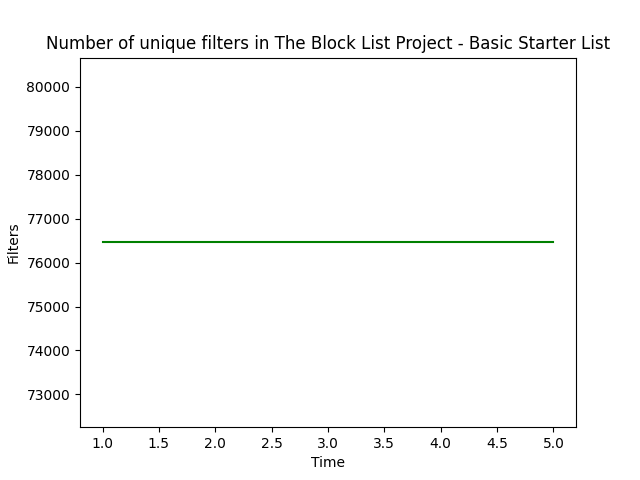 Number of unique filters in The Block List Project - Basic Starter List
80000
79000
78000
77000
76000
75000
74000
73000
Filters
1.0 1.5 2.0 2.5 3.0 3.5 4.0 4.5 5.0
Time